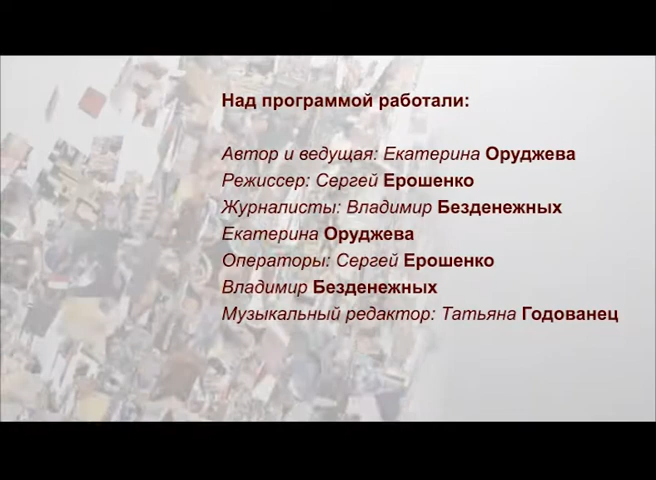 Над программой работали:
Автор и ведущая: Екатерина Оруджева
Режиссер: Сергей Ерошенко
Журналисты: Владимир Безденежных
Екатерина Оруджева
Операторы: Сергей Ерошенко
Владимир Безденежных
Музыкальный редактор: Татьяна Годованец